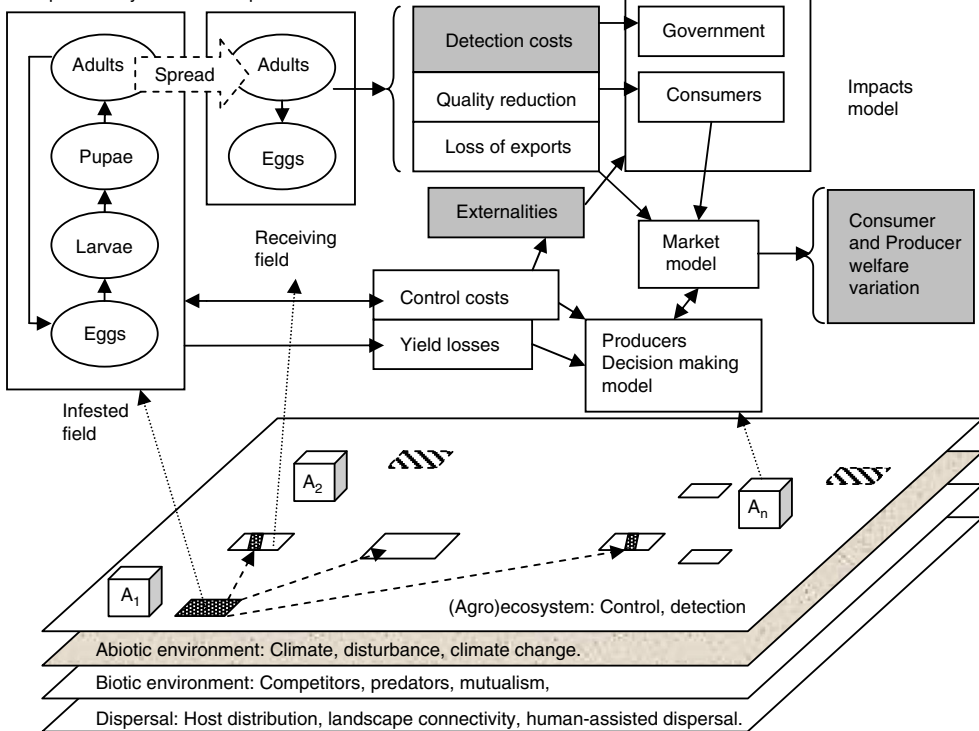 Adults
Spread
Adults
Pupae
Eggs
Larvae
Eggs
Infested
field
Receiving
field
Detection costs
Quality reduction
Loss of exports
Government
Consumers
Impacts
model
Externalities
Control costs
Yield losses
Market
model
Producers
Decision making
model
Consumer
and Producer
welfare
variation
A2
An
A1
(Agro)ecosystem: Control, detection
Abiotic environment: Climate, disturbance, climate change.
Biotic environment: Competitors, predators, mutualism,
Dispersal: Host distribution, landscape connectivity, human-assisted dispersal.